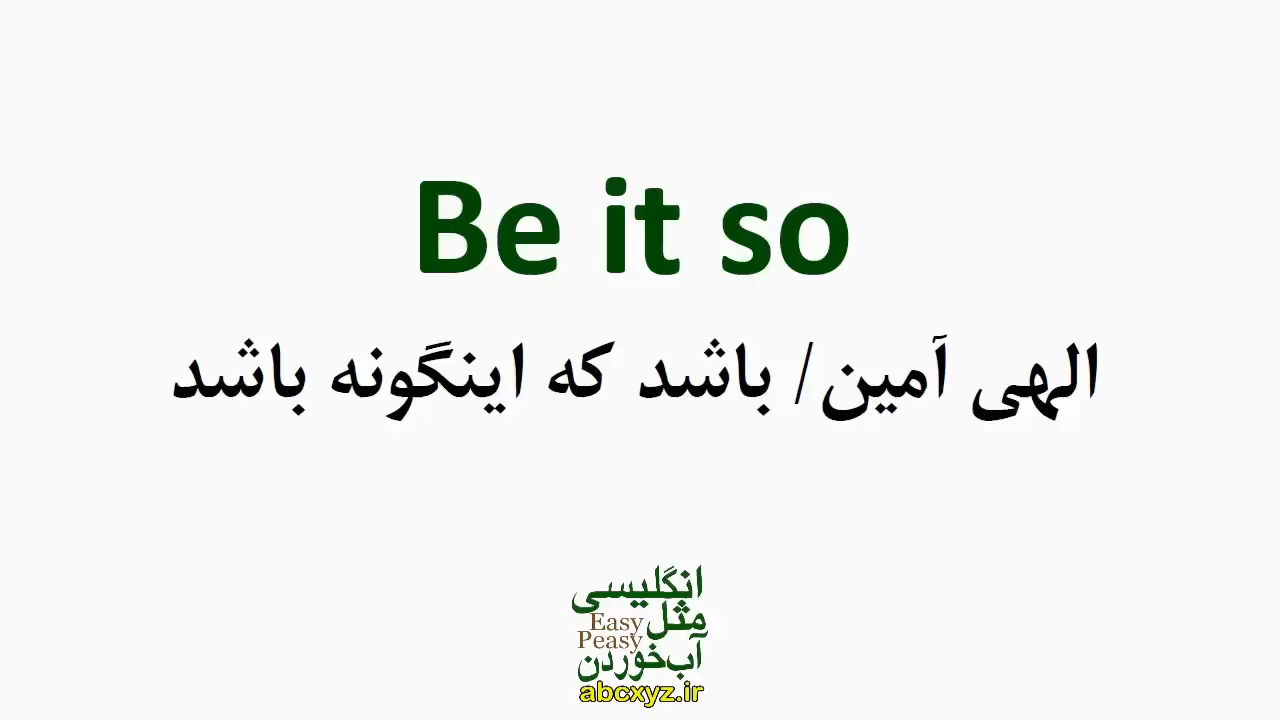 Be it so
الهی آمین/ باشد که اینگونه باشد
انگلیسی
مثل Easy
Peasy
آب‌خوردن
abcxyz.ir